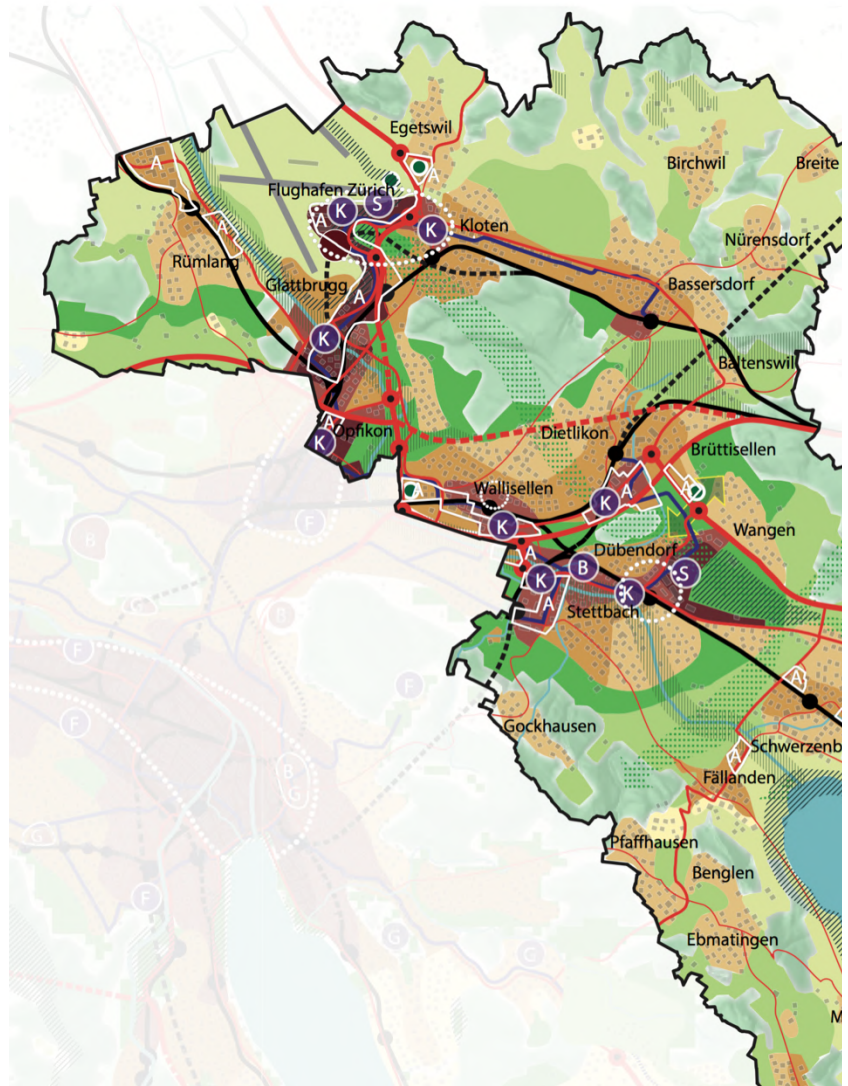 Egetswil
A
A
Birchwil
Breite
Flughafen Zürich
K
S
A
A
K
Kloten
Nürensdorf
Rümlang
Glattbrugg
A
Bassersdorf
K
Baltenswil
A
Opfikon
K
Dietlikon
Brüttisellen
A
Wallisellen
K
A
A
K
Wangen
F
A
Dübendorf
B
K
B
S
K
A
Stettbach
B
F
F
A
F
Gockhausen
Schwerzenb
A
Fällanden
B
G
G
Pfaffhausen
Benglen
F
G
Ebmatingen
G
M